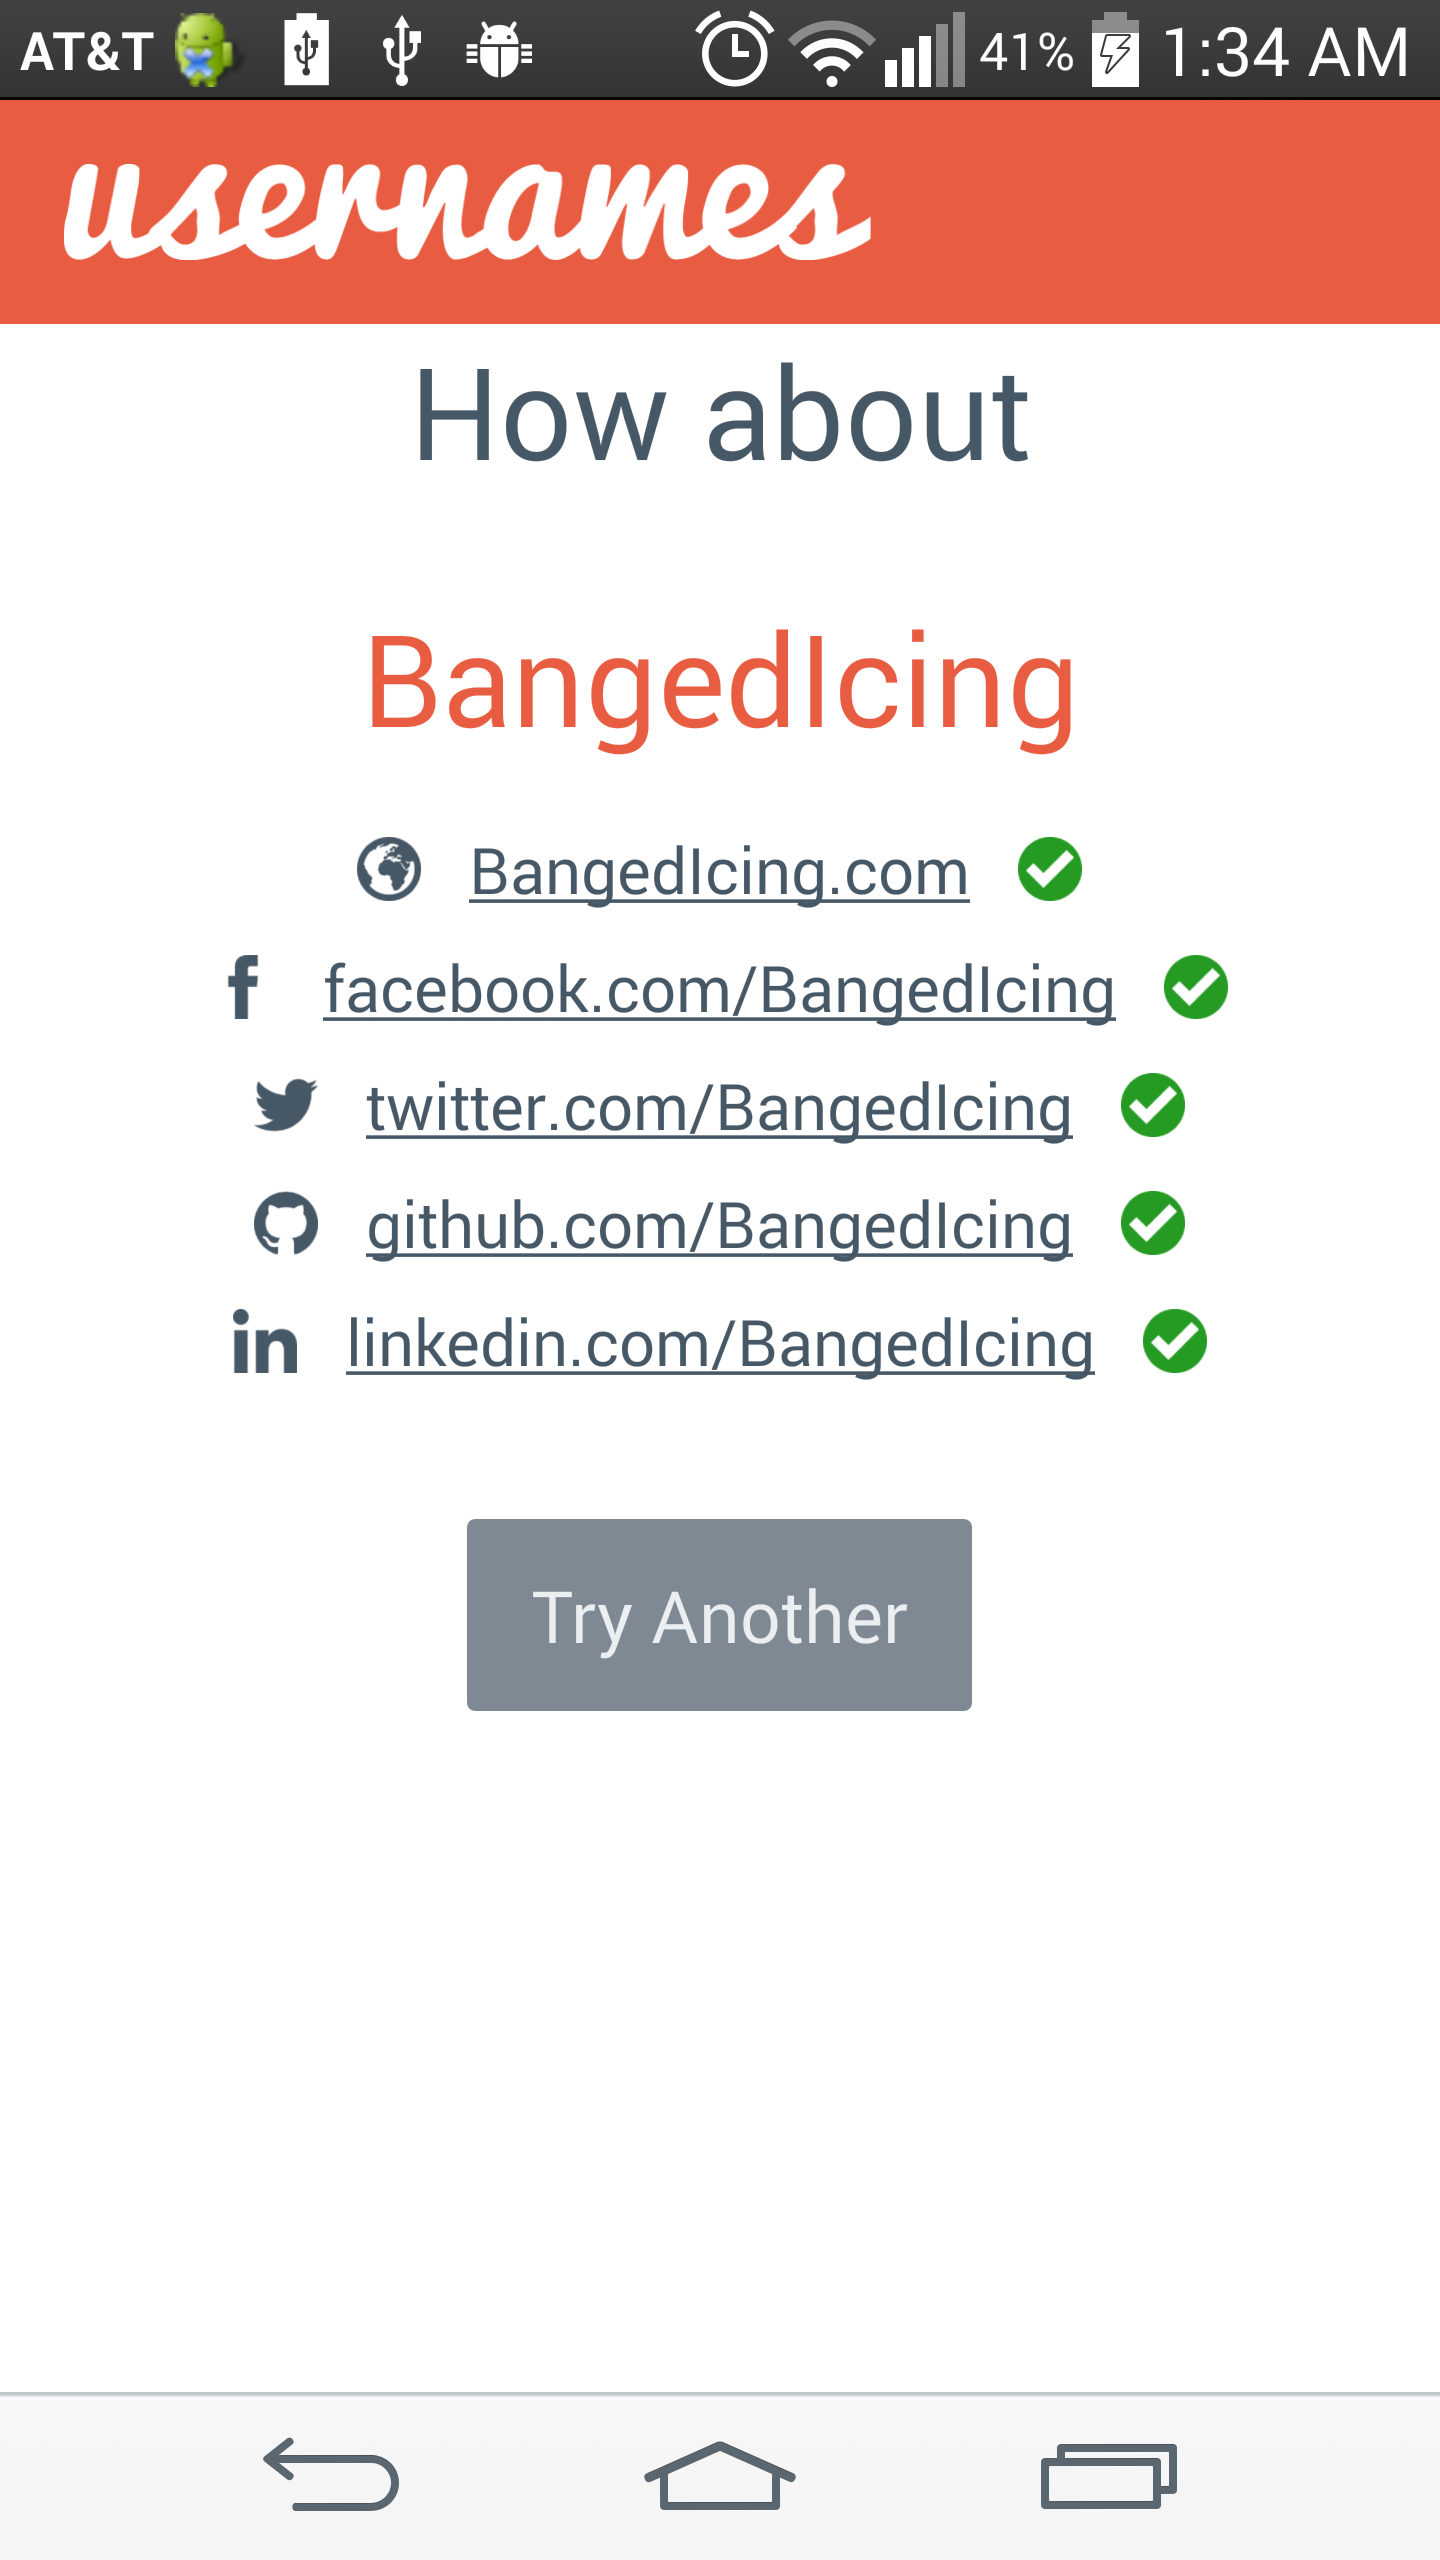 AT&T 41% 1:34 AM
usernames
How about
BangedIcing
BangedIcing.com
facebook.com/BangedIcing
twitter.com/BangedIcing
github.com/BangedIcing
linkedin.com/BangedIcing
Try Another